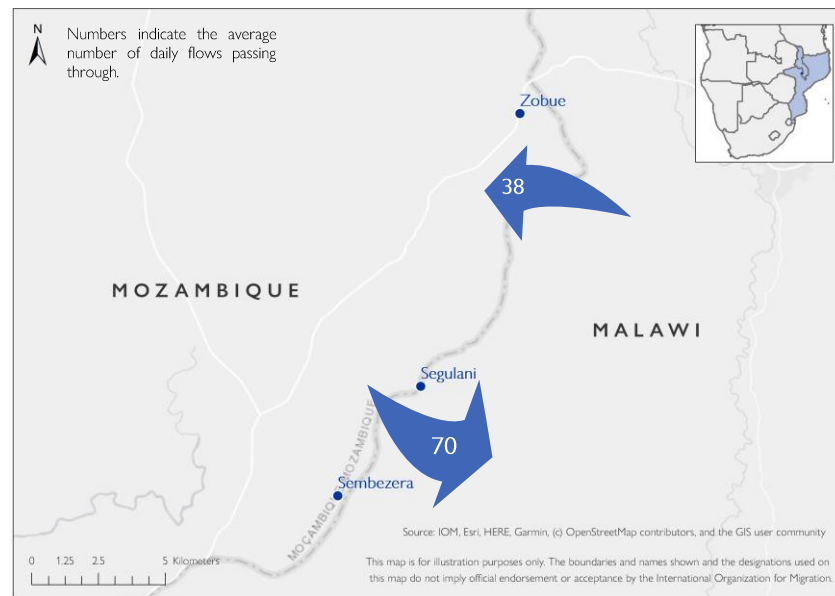 N
Numbers indicate the average
number of daily flows passing
through.
Zobue
38
MOZAMBIQUE
MALAWI
Segulani
70
MOÇAMBIQUE MOZAMBIQUE
Sembezera
Source: IOM, Esri, HERE, Garmin, (c) OpenStreetMap contributors, and the GIS user community
0 1.25 2.5 5 Kilometers
This map is for illustration purposes only. The boundaries and names shown and the designations used on
this map do not imply official endorsement or acceptance by the International Organization for Migration.